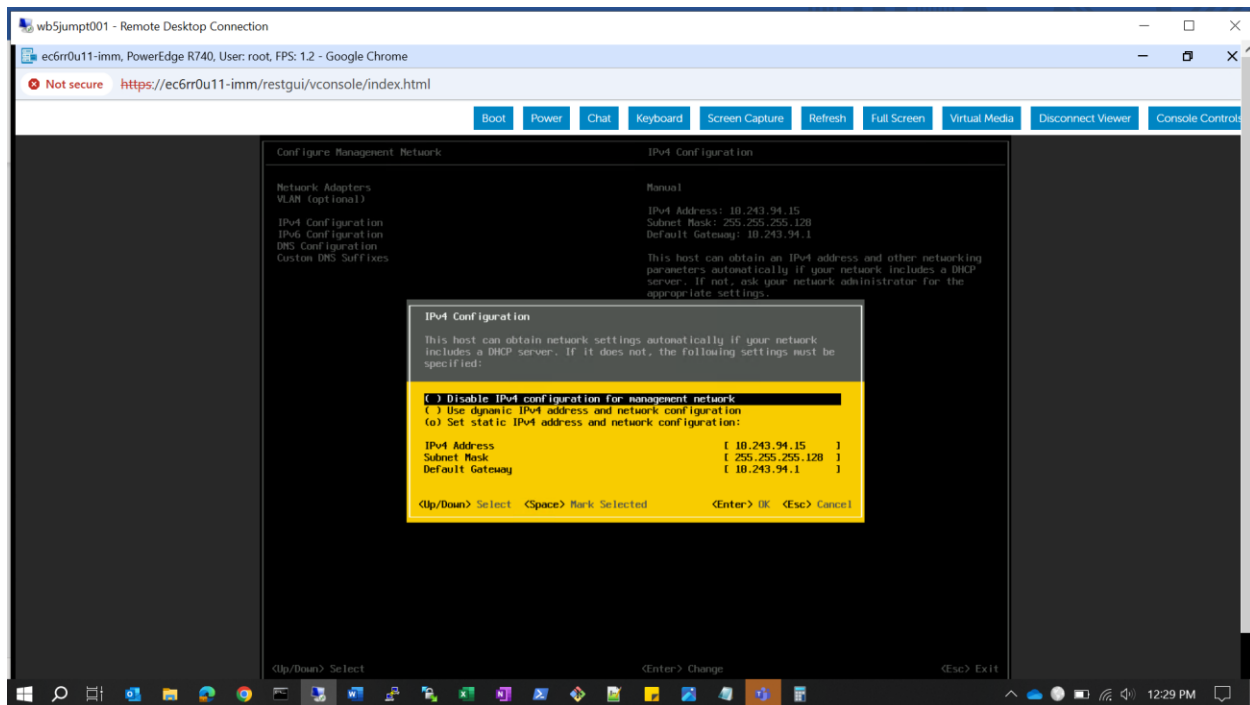 wb5jumpt001 - Remote Desktop Connection
ec6rr0u11-imm, PowerEdge R740, User: root, FPS: 1.2 - Google Chrome
Not secure https://ec6rr0u11-imm/restgui/vconsole/index.html
Boot Power Chat Keyboard Screen Capture Refresh Full Screen Virtual Media Disconnect Viewer Console Controls
Configure Management Network IPv4 Configuration
Network Adapters Manual
VLAN (optional)
IPv4 Address: 10.243.94.15
IPv4 Configuration Subnet Mask: 255.255.255.128
IPv6 Configuration Default Gateway: 10.243.94.1
DNS Configuration
Custom DNS Suffixes This host can obtain an IPv4 address and other networking
parameters automatically if your network includes a DHCP
server. If not, ask your network administrator for the
appropriate settings.
IPv4 Configuration
This host can obtain network settings automatically if your network
includes a DHCP server. If it does not, the following settings must be
specified:
( ) Disable IPv4 configuration for management network
( ) Use dynamic IPv4 address and network configuration
(o) Set static IPv4 address and network configuration:
IPv4 Address [ 10.243.94.15 ]
Subnet Mask [ 255.255.255.128 ]
Default Gateway [ 10.243.94.1 ]
<Up/Down> Select <Space> Mark Selected <Enter> OK <Esc> Cancel
<Up/Down> Select <Enter> Change <Esc> Exit
12:29 PM